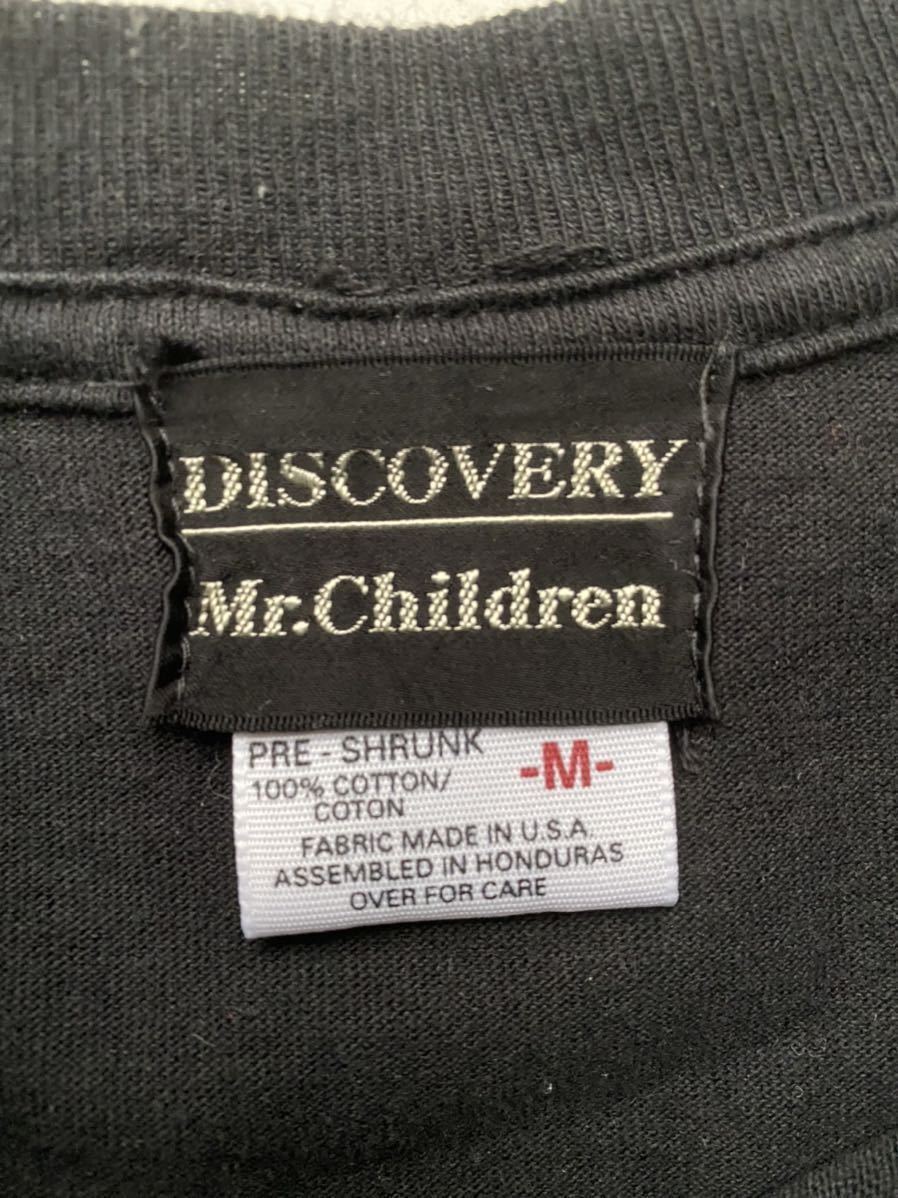 DISCOVERY
Mr.Children
PRE - SHRUNK
-M-
100% COTTON/
COTON
FABRIC MADE IN U.S.A.
ASSEMBLED IN HONDURAS
OVER FOR CARE